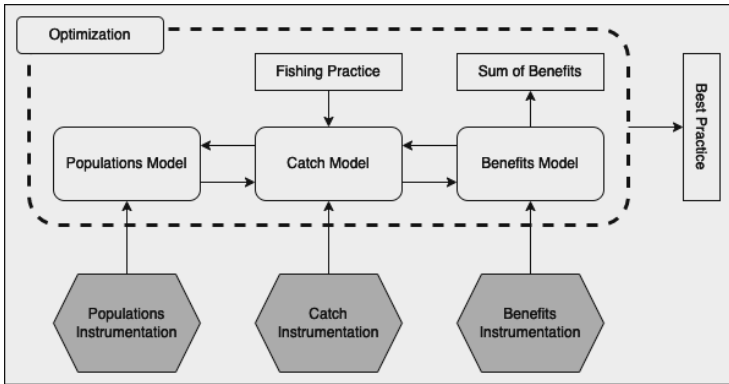 Optimization
Fishing Practice
Sum of Benefits
Best Practice
Populations Model
Catch Model
Benefits Model
Populations
Instrumentation
Catch
Instrumentation
Benefits
Instrumentation